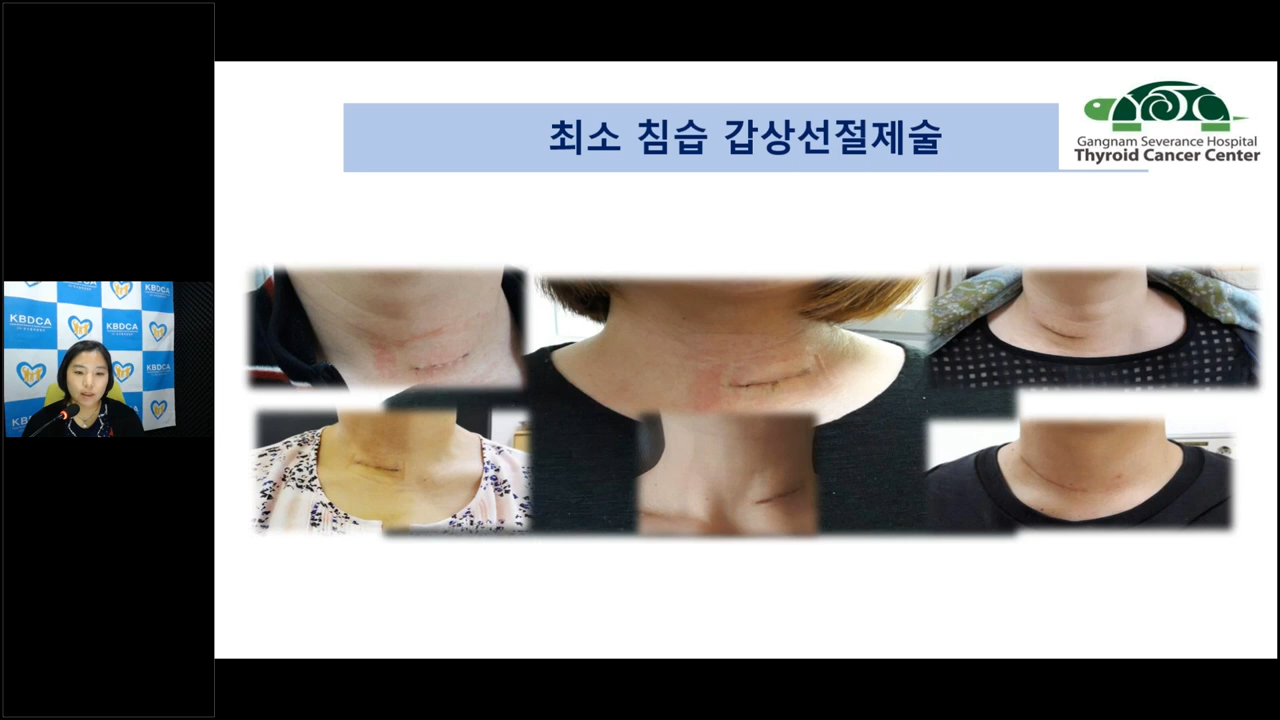 최소 침습 갑상선절제술
Gangnam Severance Hospital
Thyroid Cancer Center
KBDCA
KBDCA
KBDCA
KBDCA